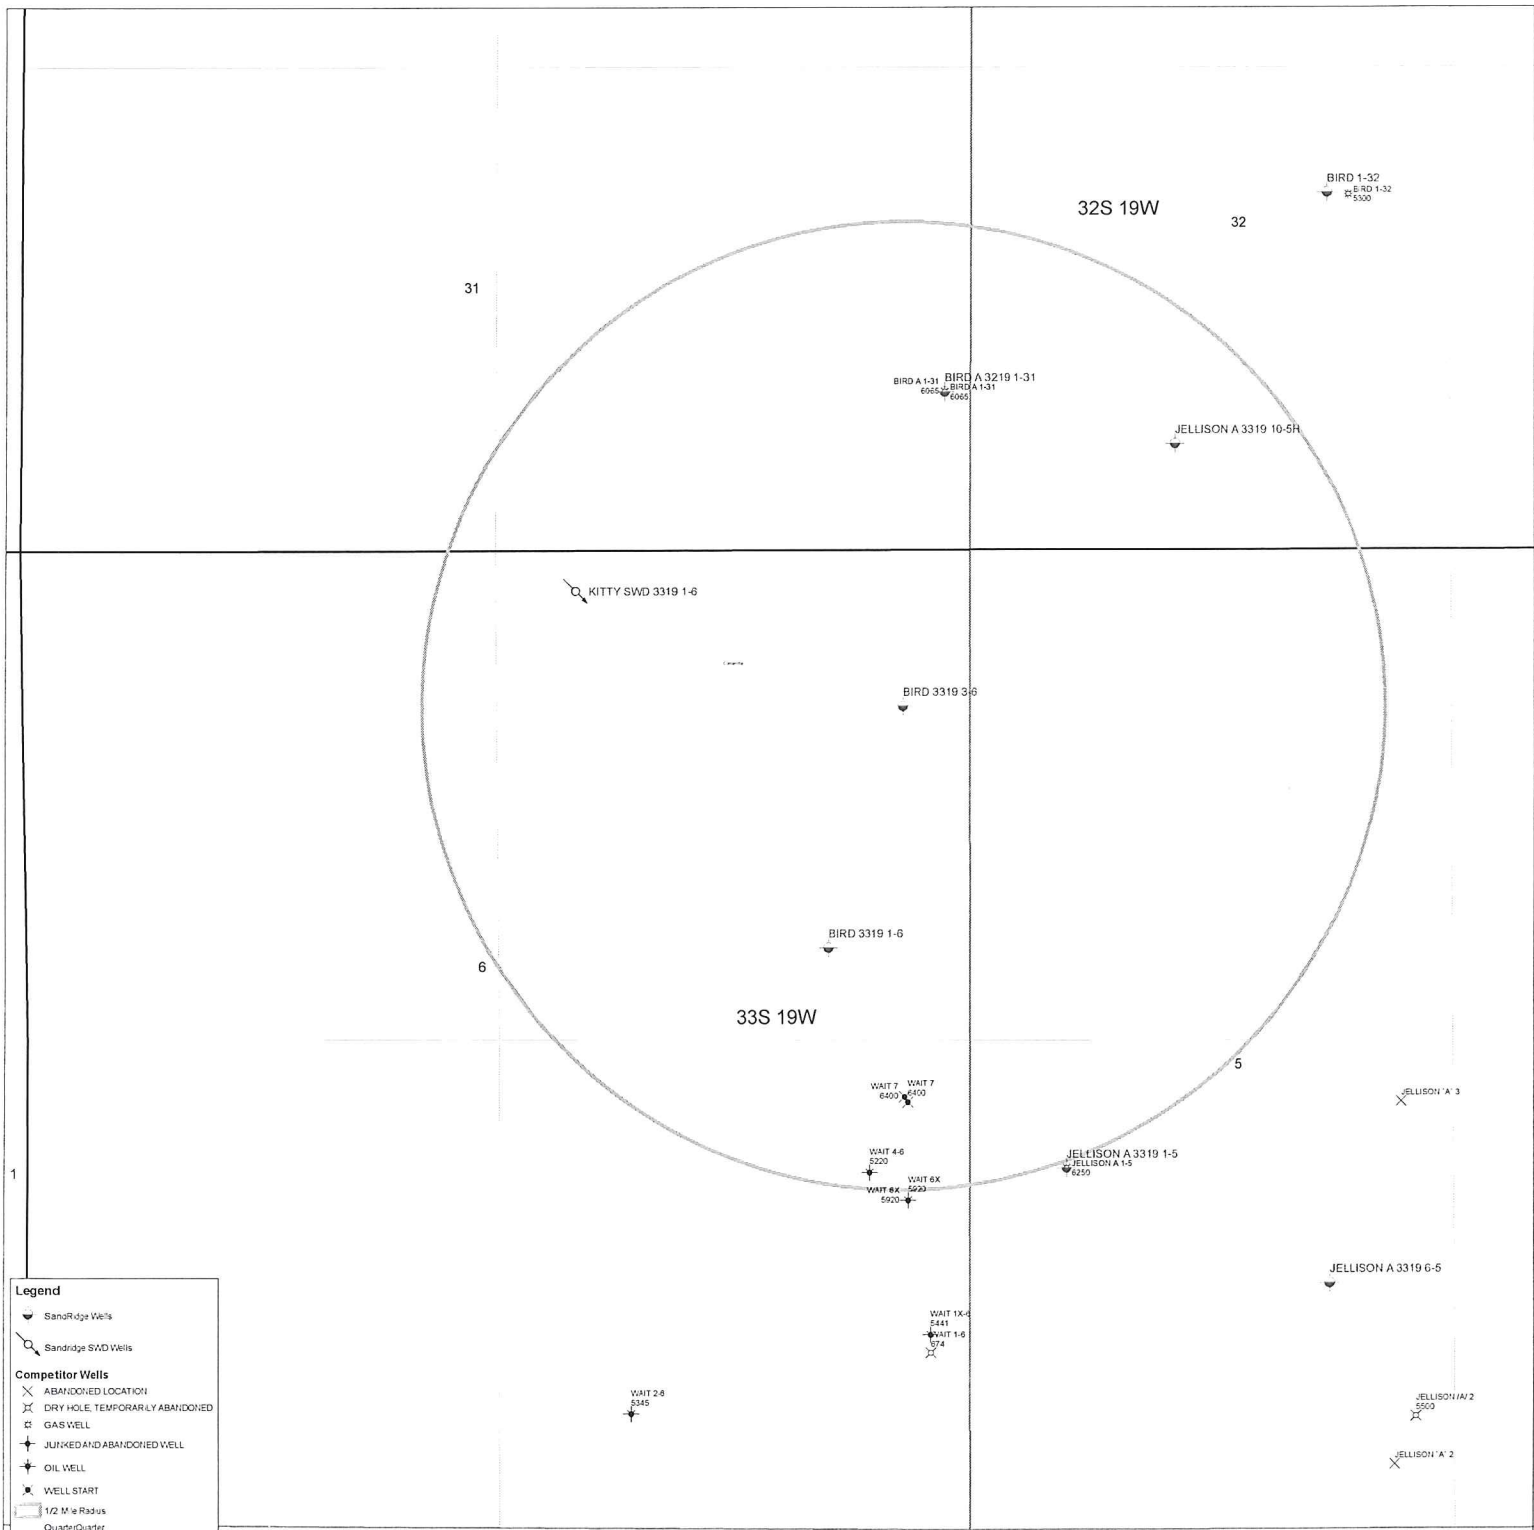 BIRD 1-32
BIRD 1-32
5300
32S 19W
32
31
BIRD A 3219 1-31
BIRD A 1-31
6065
BIRD A 1-31
6065
JELLISON A 3319 10-5H
KITTY SWD 3319 1-6
BIRD 3319 3-6
BIRD 3319 1-6
6
33S 19W
5
WAIT 7
6400
WAIT 7
6400
JELLISON 'A' 3
WAIT 4-6
5220
JELLISON A 3319 1-5
JELLISON A 1-5
6250
1
WAIT 6X
5920
WAIT 6X
5920
JELLISON A 3319 6-5
WAIT 1X-6
5441
WAIT 1-6
674
WAIT 2-6
5345
JELLISON /A/ 2
5500
JELLISON 'A' 2
Legend
SandRidge Wells
Sandridge SWD Wells
Competitor Wells
ABANDONED LOCATION
DRY HOLE, TEMPORARILY ABANDONED
GAS WELL
JUNKED AND ABANDONED WELL
OIL WELL
WELL START
1/2 Mile Radius
QuarterQuarter